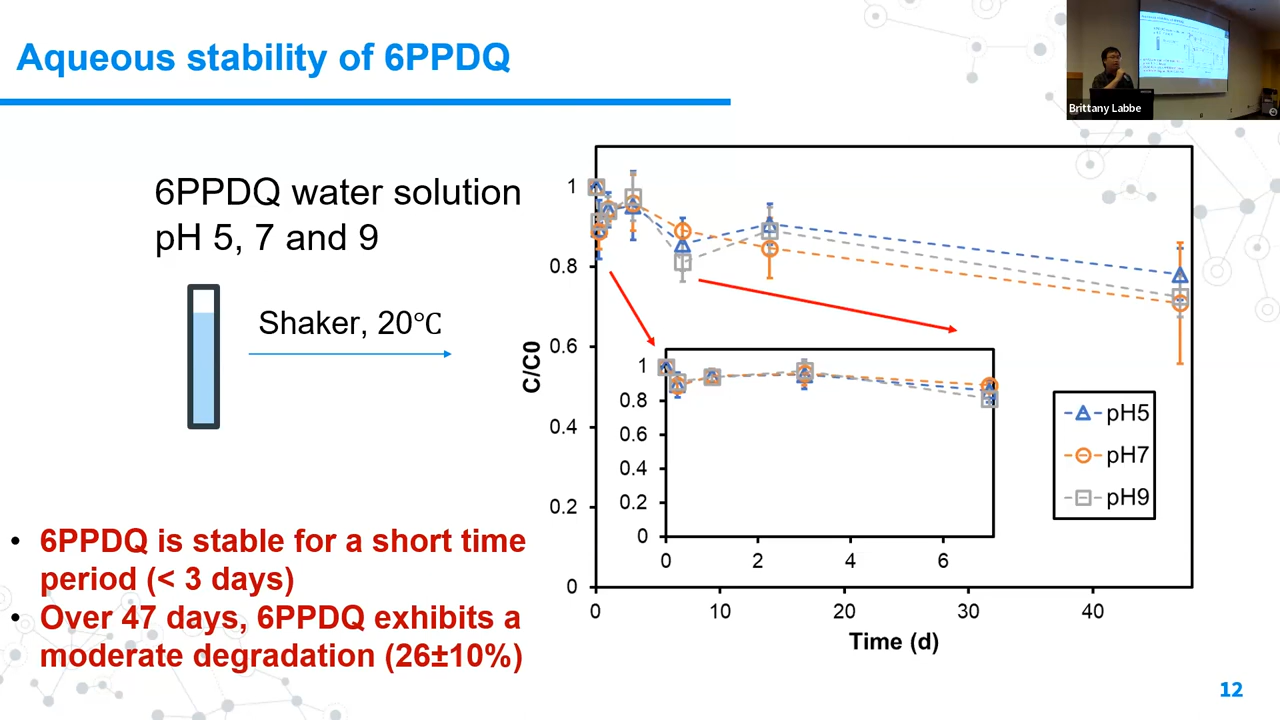 Aqueous stability of 6PPDQ
Brittany Labbe
6PPDQ water solution
pH 5, 7 and 9
Shaker, 20℃
• 6PPDQ is stable for a short time
period (< 3 days)
• Over 47 days, 6PPDQ exhibits a
moderate degradation (26±10%)
C/C0
1
0.8
0.6
0.4
0.2
0
0
10
20
30
40
Time (d)
1
0.8
0.6
0.4
0.2
0
0
2
4
6
pH5
pH7
pH9
12